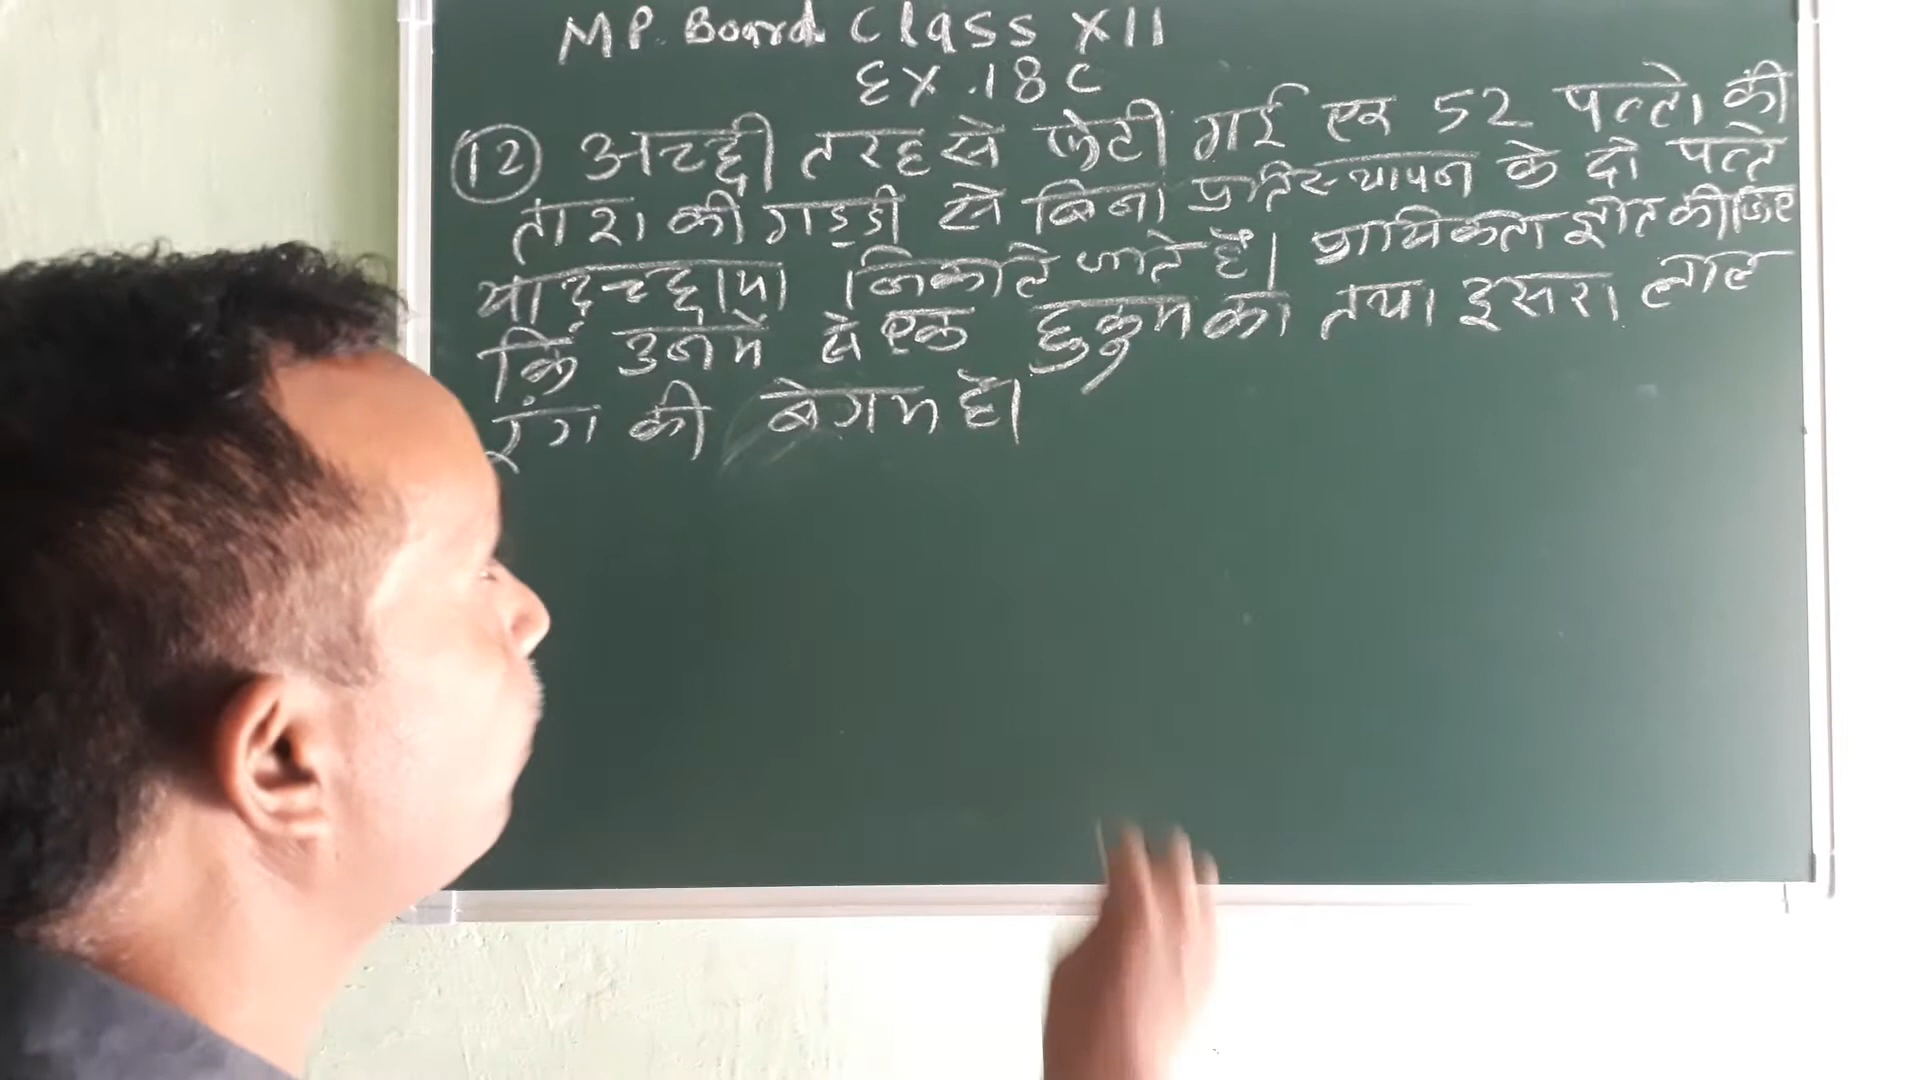 MP. Board Class XII
EX. 18 C
(12) अच्छी तरह से फेटी गई एक 52 पत्तो की
ताश की गड्डी से बिना प्रतिस्थापन के दो पत्ते
यादृच्छया निकाले जाते है। प्रायिकता ज्ञात कीजिए
कि उनमें से एक हुकुम का तथा दूसरा लाल
रंग की बेगम है।